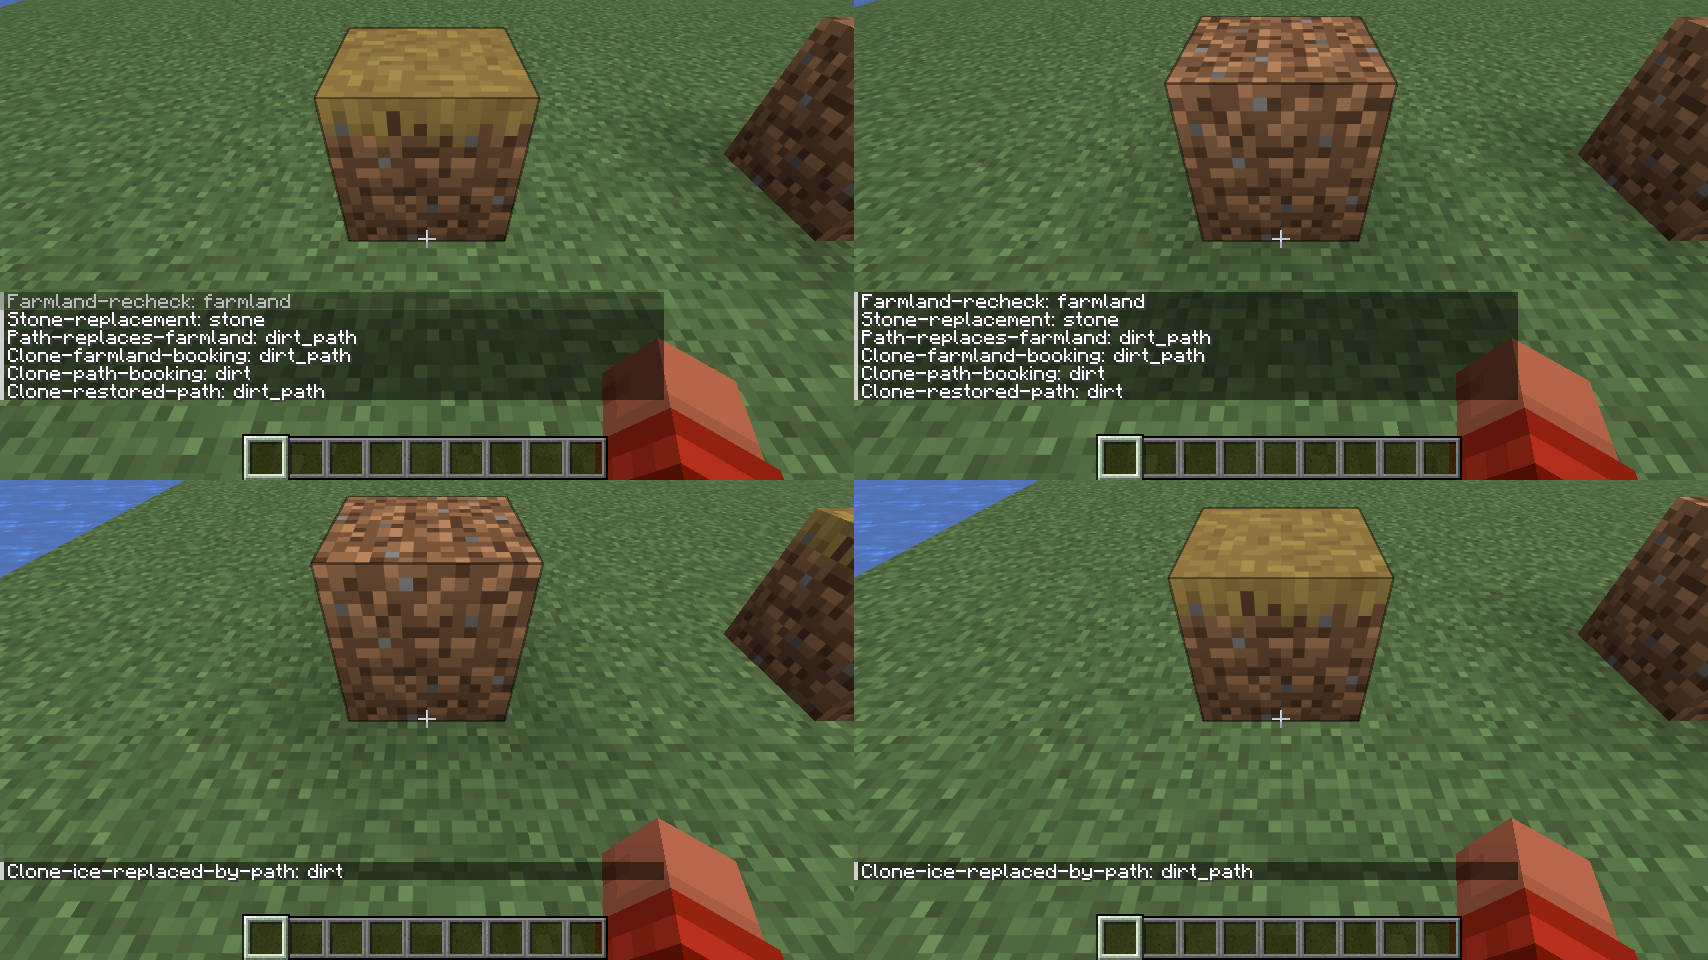 Farmland-recheck: farmland
Stone-replacement: stone
Path-replaces-farmland: dirt_path
Clone-farmland-booking: dirt_path
Clone-path-booking: dirt
Clone-restored-path: dirt_path
Farmland-recheck: farmland
Stone-replacement: stone
Path-replaces-farmland: dirt_path
Clone-farmland-booking: dirt_path
Clone-path-booking: dirt
Clone-restored-path: dirt
Clone-ice-replaced-by-path: dirt
Clone-ice-replaced-by-path: dirt_path